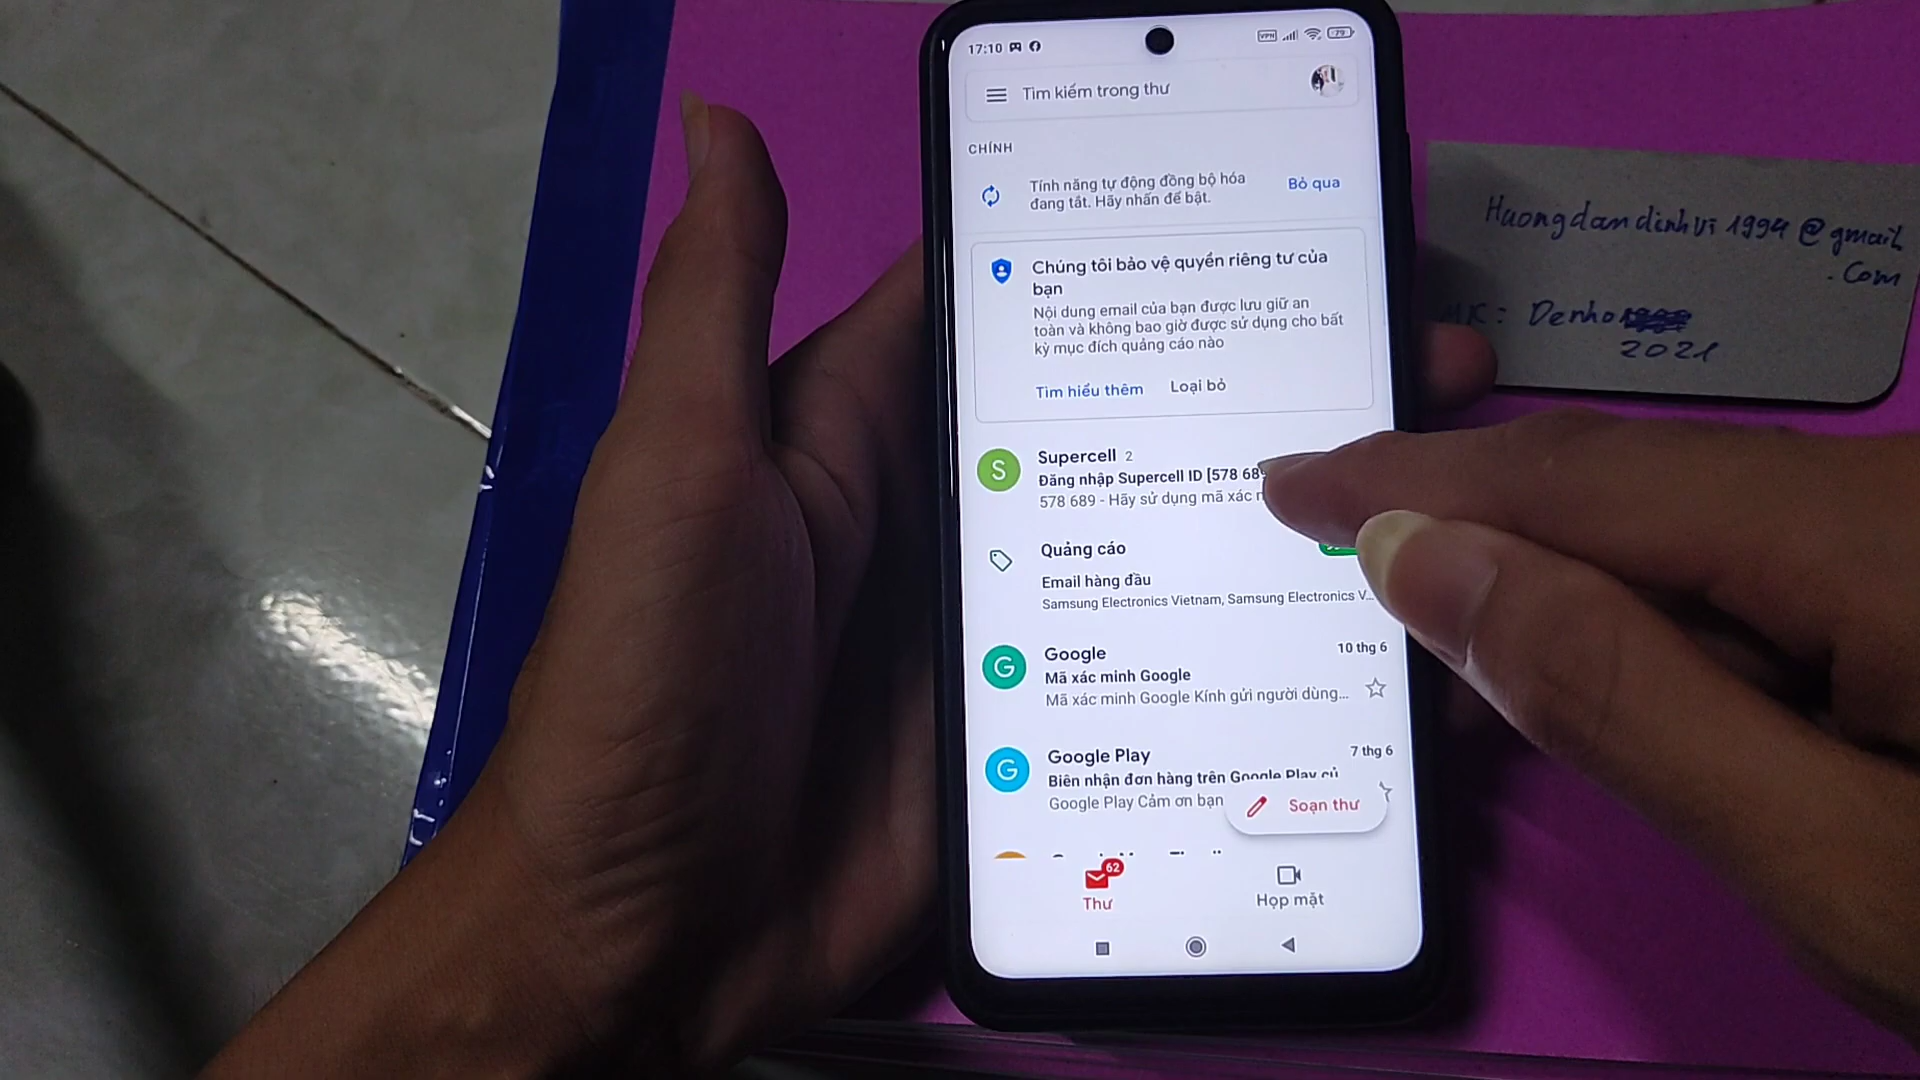 17:10
VPN
79
Tìm kiếm trong thư
CHÍNH
Tính năng tự động đồng bộ hóa
đang tắt. Hãy nhấn để bật.
Bỏ qua
Chúng tôi bảo vệ quyền riêng tư của
bạn
Nội dung email của bạn được lưu giữ an
toàn và không bao giờ được sử dụng cho bất
kỳ mục đích quảng cáo nào
Tìm hiểu thêm
Loại bỏ
S
Supercell 2
Đăng nhập Supercell ID [578 68
578 689 - Hãy sử dụng mã xác
Quảng cáo
Email hàng đầu
Samsung Electronics Vietnam, Samsung Electronics V...
G
Google
10 thg 6
Mã xác minh Google
Mã xác minh Google Kính gửi người dùng...
G
Google Play
7 thg 6
Biên nhận đơn hàng trên Google Play củ
Google Play Cảm ơn bạn
Soạn thư
62
Thư
Họp mặt
Huongdandinhvi1994@gmail
.com
MK: Denho
2021